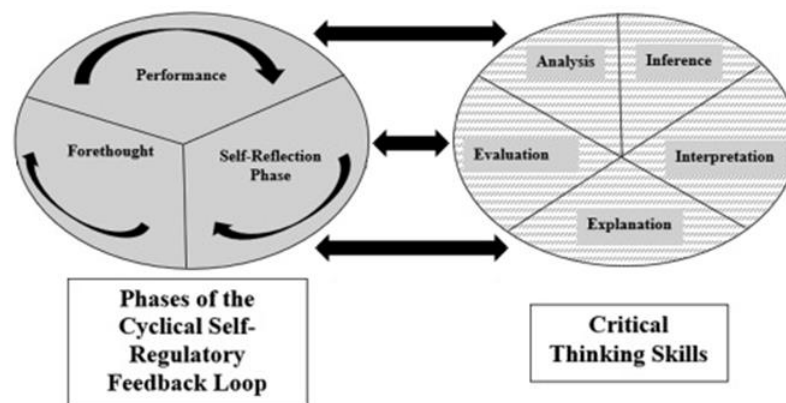 Performance
Forethought
Self-Reflection
Phase
Analysis
Inference
Evaluation
Interpretation
Explanation
Phases of the
Cyclical Self-
Regulatory
Feedback Loop
Critical
Thinking Skills